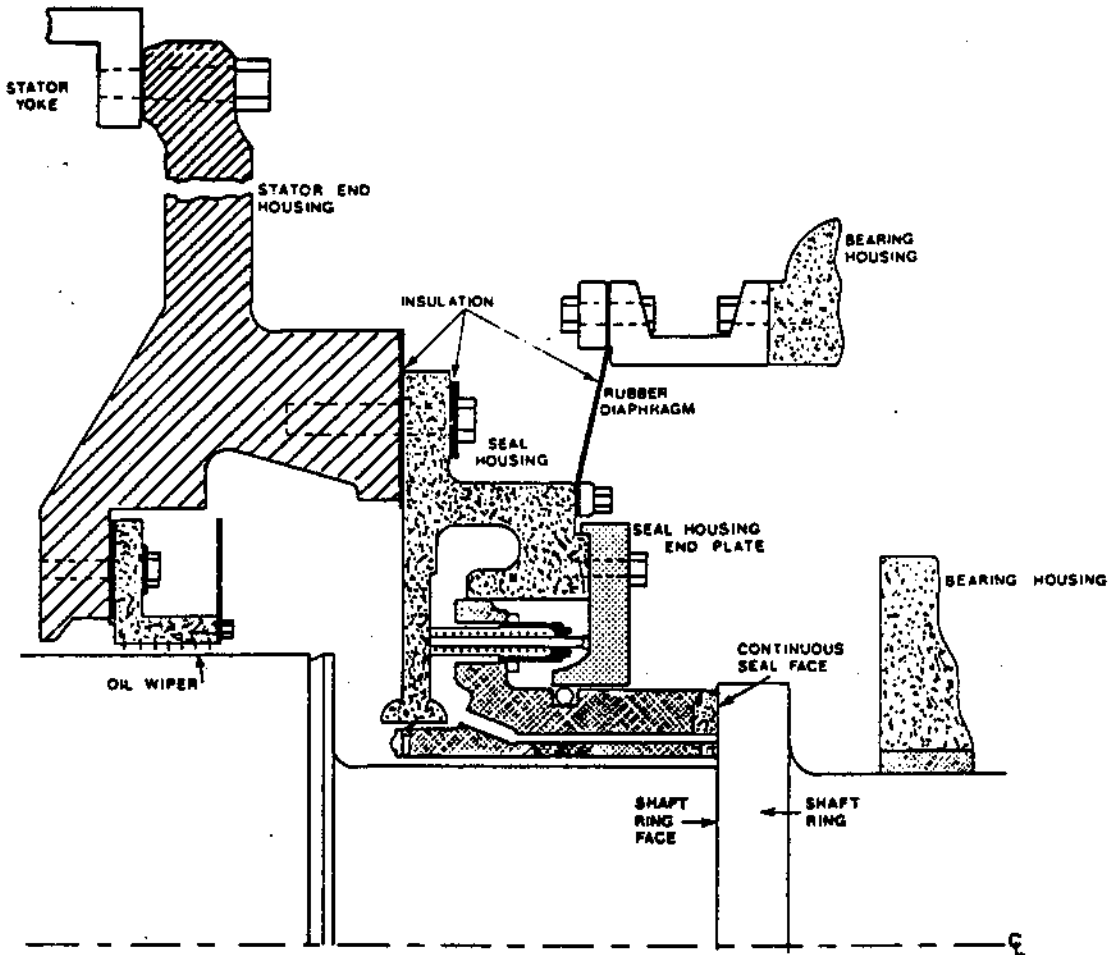 STATOR
YOKE
STATOR END
HOUSING
BEARING
HOUSING
INSULATION
RUBBER
DIAPHRAGM
SEAL
HOUSING
SEAL HOUSING
END PLATE
BEARING HOUSING
CONTINUOUS
SEAL FACE
OIL WIPER
SHAFT
RING
FACE
SHAFT
RING
℄